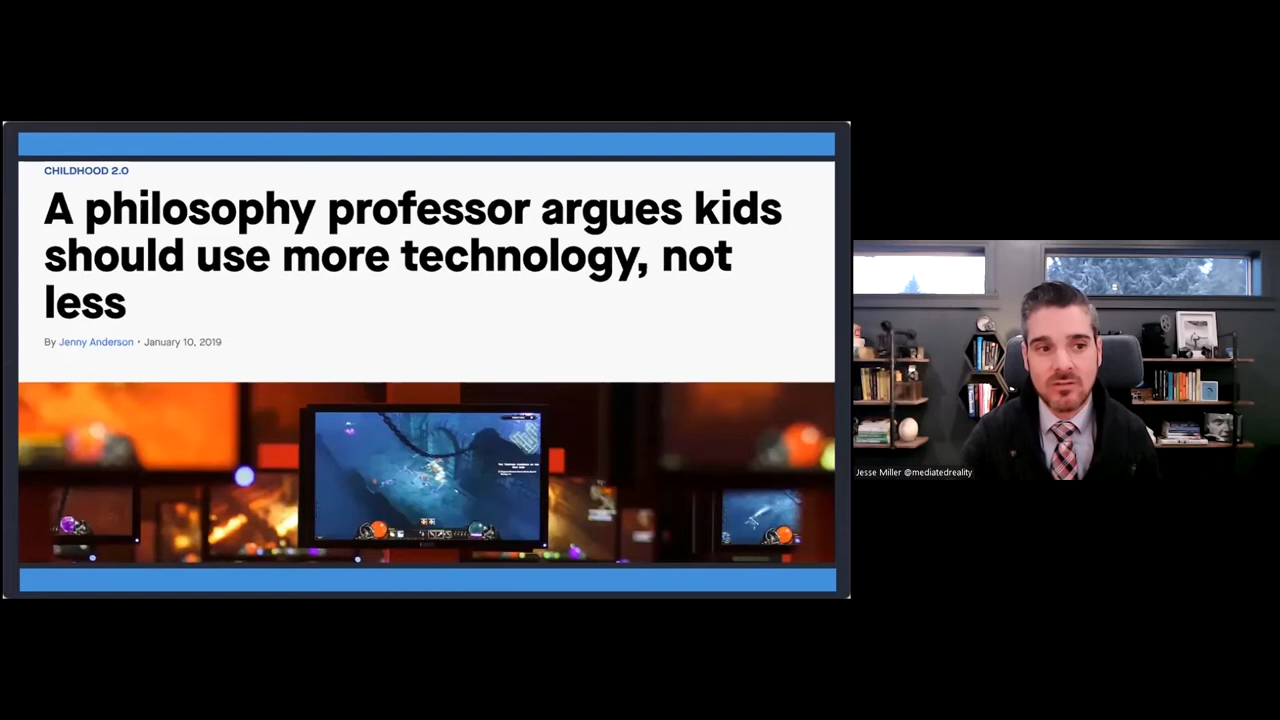 CHILDHOOD 2.0
A philosophy professor argues kids
should use more technology, not
less
By Jenny Anderson • January 10, 2019
Jesse Miller @mediatedreality